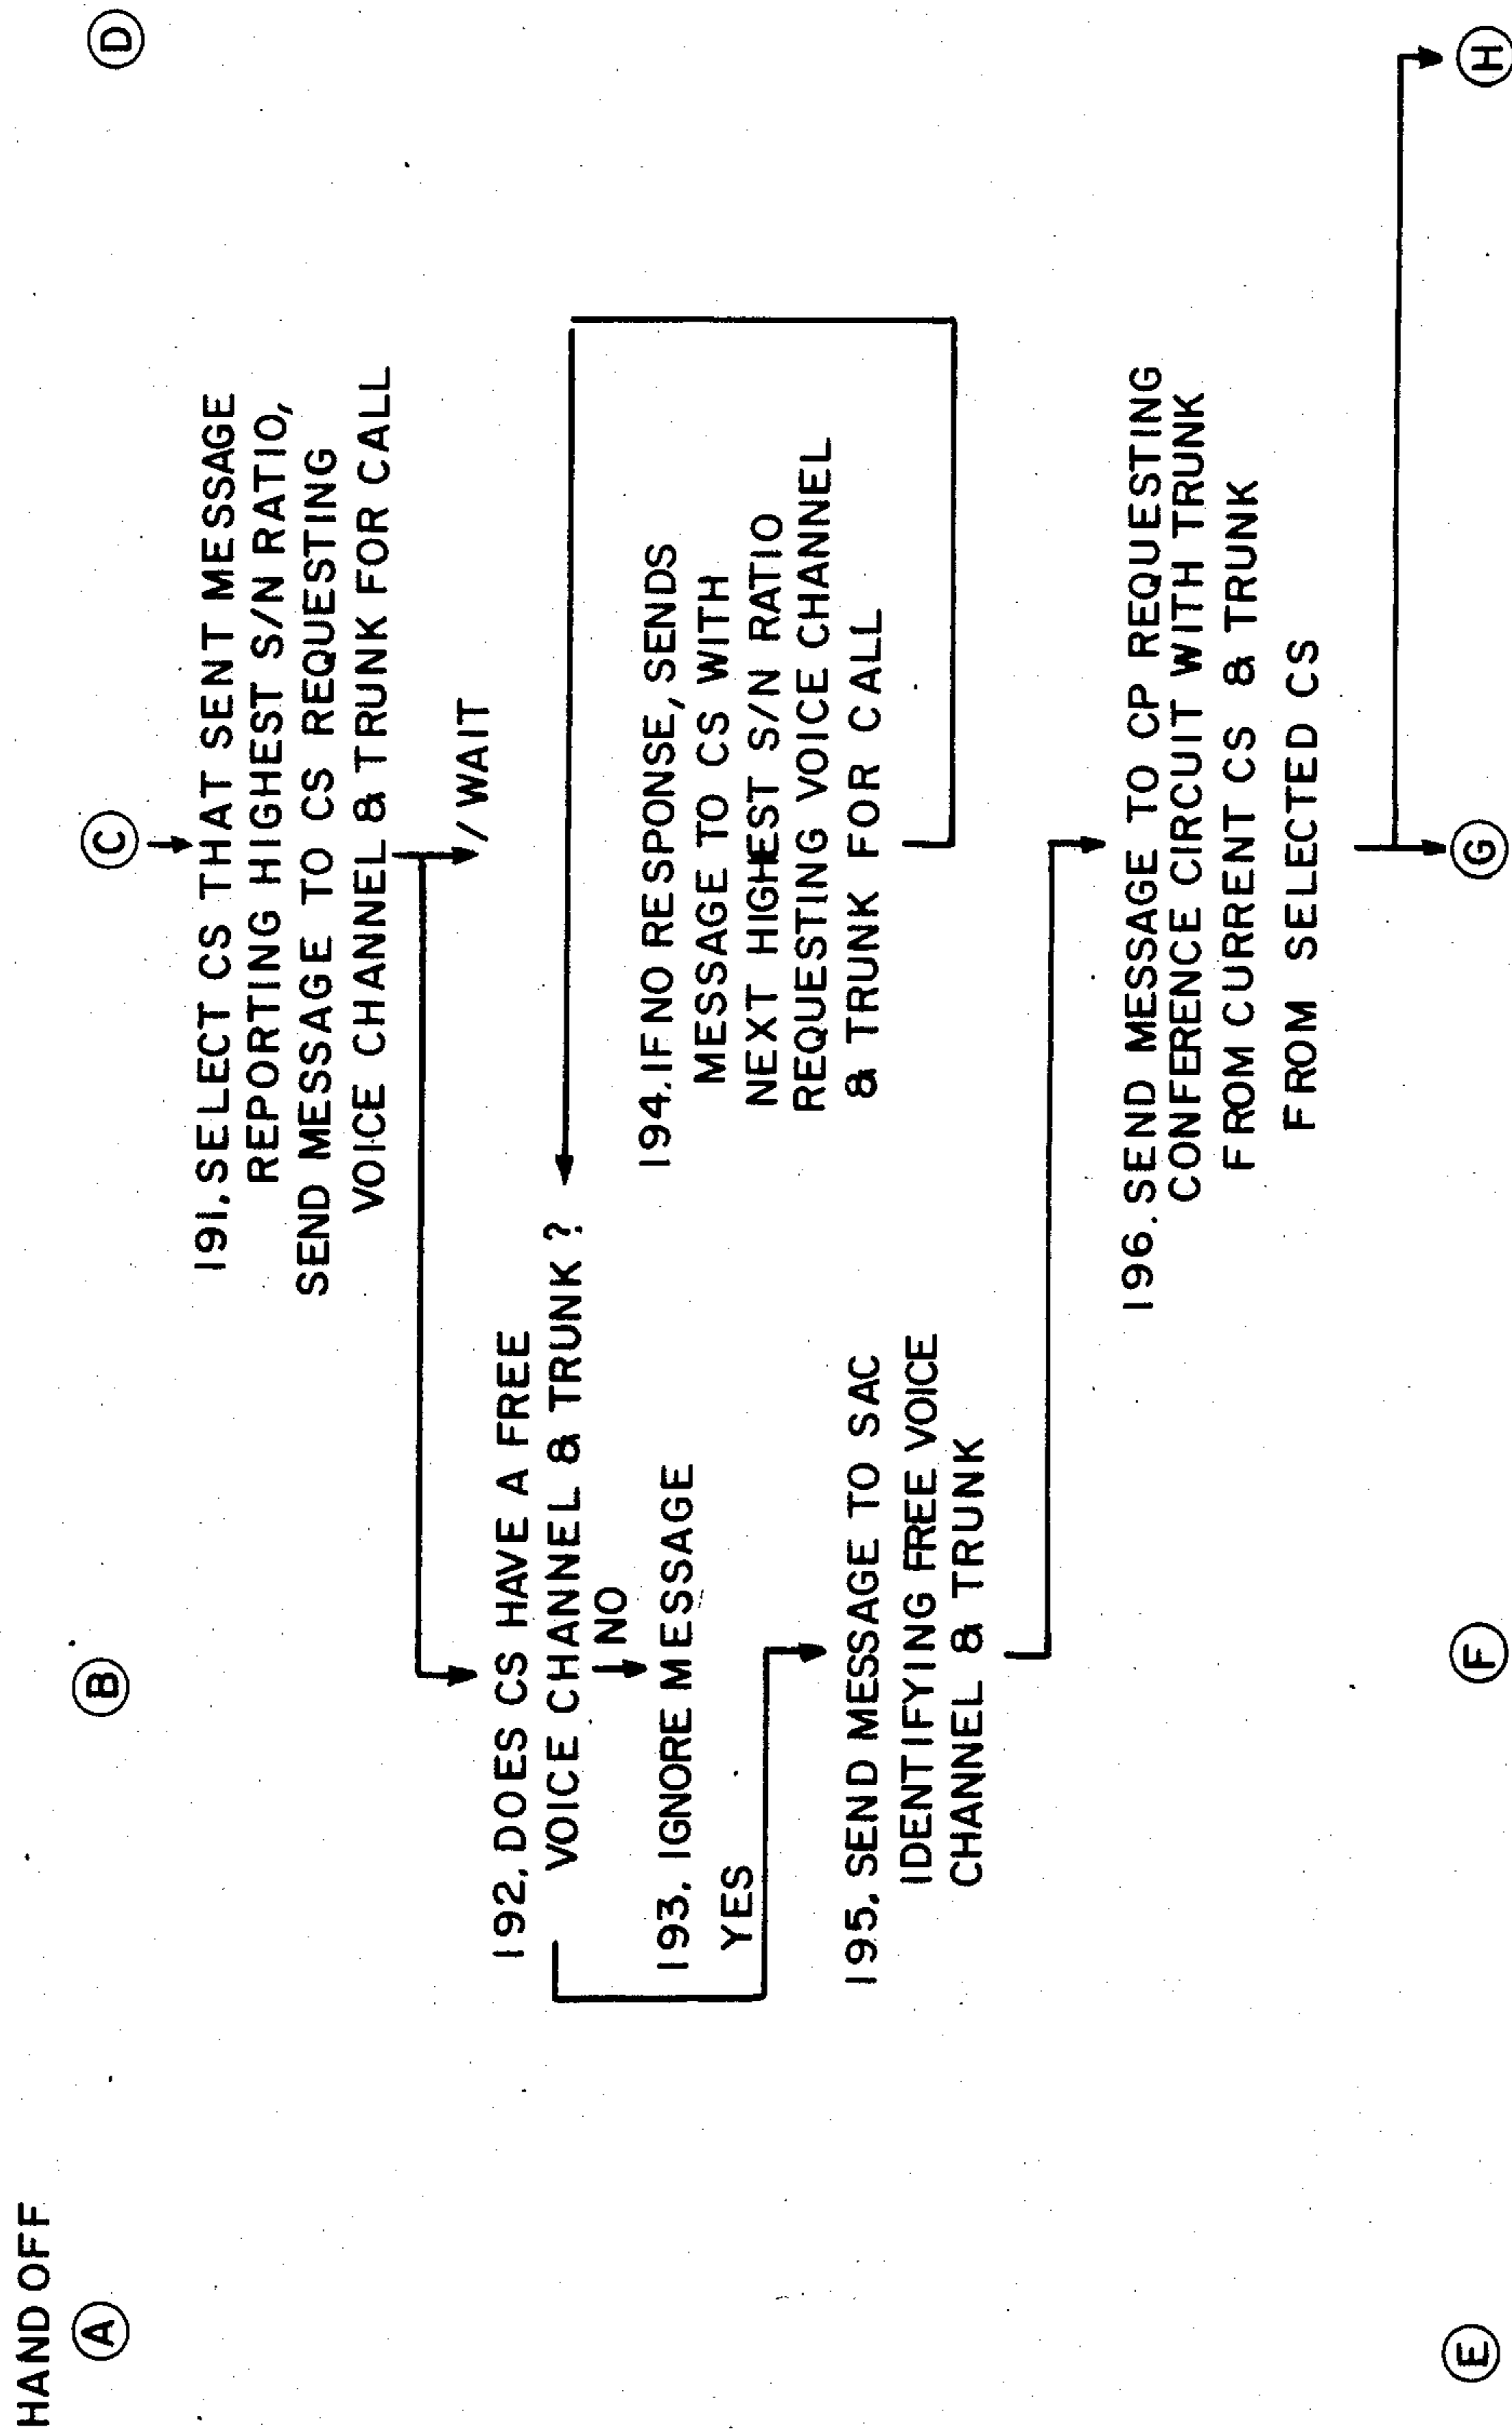 HAND OFF
A
B
C
D
191. SELECT CS THAT SENT MESSAGE
REPORTING HIGHEST S/N RATIO,
SEND MESSAGE TO CS REQUESTING
VOICE CHANNEL & TRUNK FOR CALL
/WAIT
192. DOES CS HAVE A FREE
VOICE CHANNEL & TRUNK ?
NO
193. IGNORE MESSAGE
YES
194. IF NO RESPONSE, SENDS
MESSAGE TO CS WITH
NEXT HIGHEST S/N RATIO
REQUESTING VOICE CHANNEL
& TRUNK FOR CALL
195. SEND MESSAGE TO SAC
IDENTIFYING FREE VOICE
CHANNEL & TRUNK
196. SEND MESSAGE TO CP REQUESTING
CONFERENCE CIRCUIT WITH TRUNK
FROM CURRENT CS & TRUNK
FROM SELECTED CS
E
F
G
H